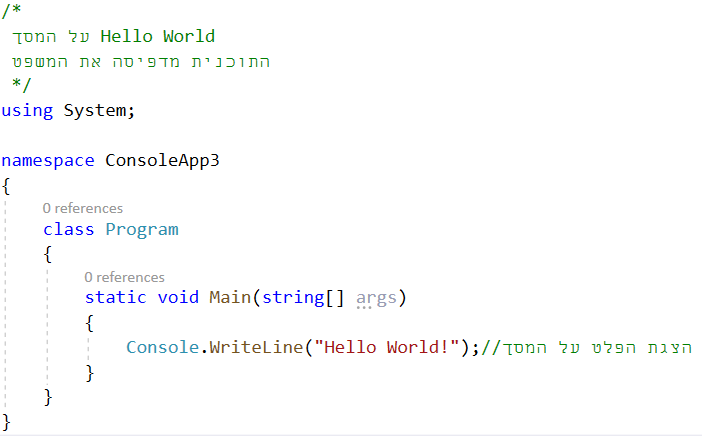 /*
על המסך Hello World
התוכנית מדפיסה את המשפט
*/
using System;
namespace ConsoleApp3
{
0 references
class Program
{
0 references
static void Main(string[] args)
{
Console.WriteLine("Hello World!");//הצגת הפלט על המסך
}
}
}